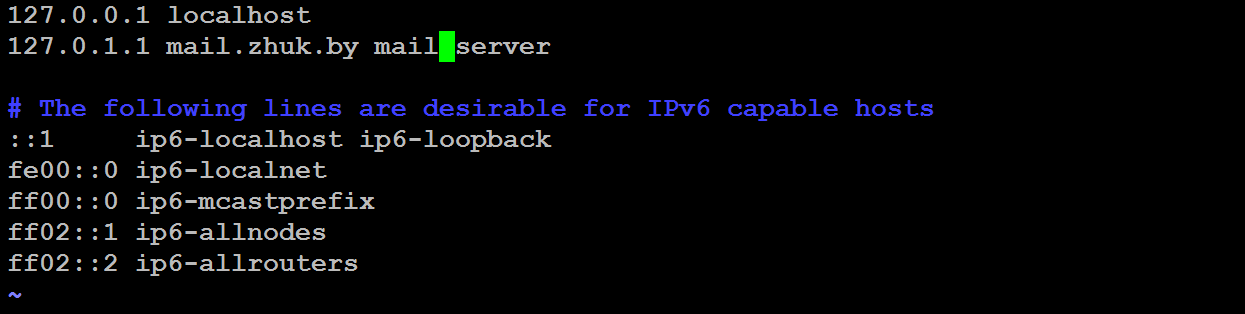 127.0.0.1 localhost
127.0.1.1 mail.zhuk.by mail server
# The following lines are desirable for IPv6 capable hosts
::1 ip6-localhost ip6-loopback
fe00::0 ip6-localnet
ff00::0 ip6-mcastprefix
ff02::1 ip6-allnodes
ff02::2 ip6-allrouters
~